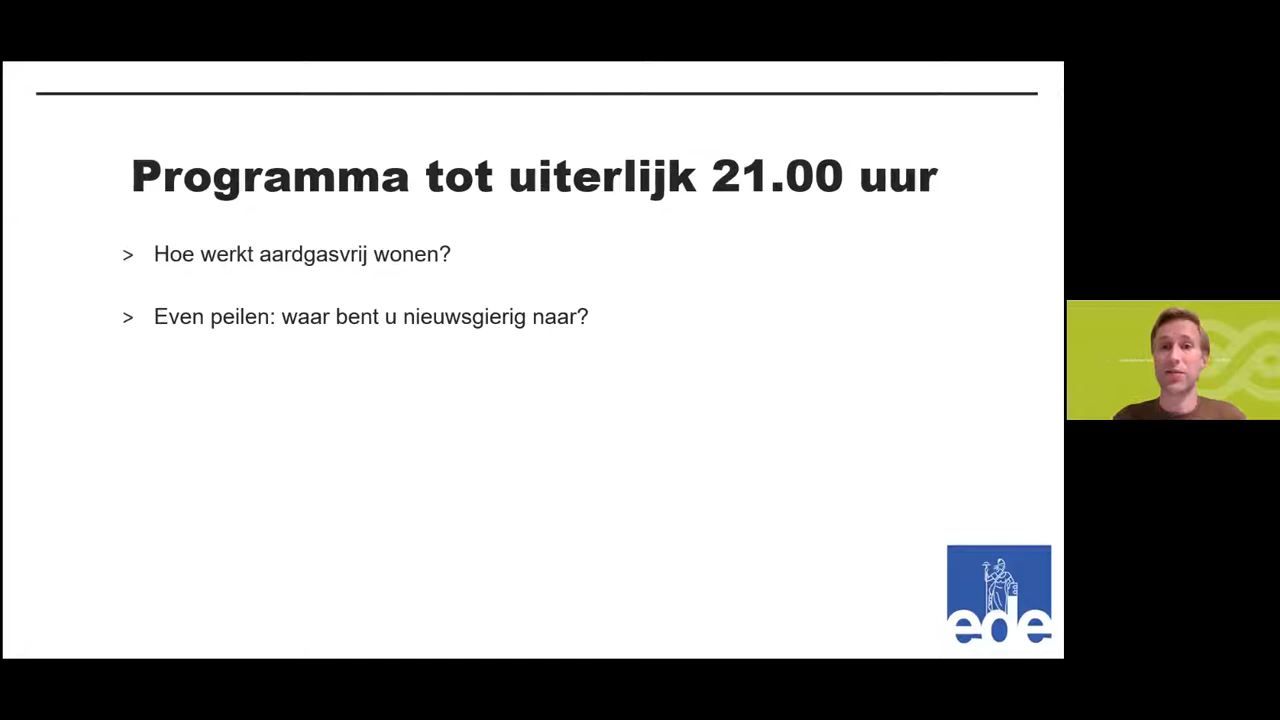 Programma tot uiterlijk 21.00 uur
> Hoe werkt aardgasvrij wonen?
> Even peilen: waar bent u nieuwsgierig naar?
ede